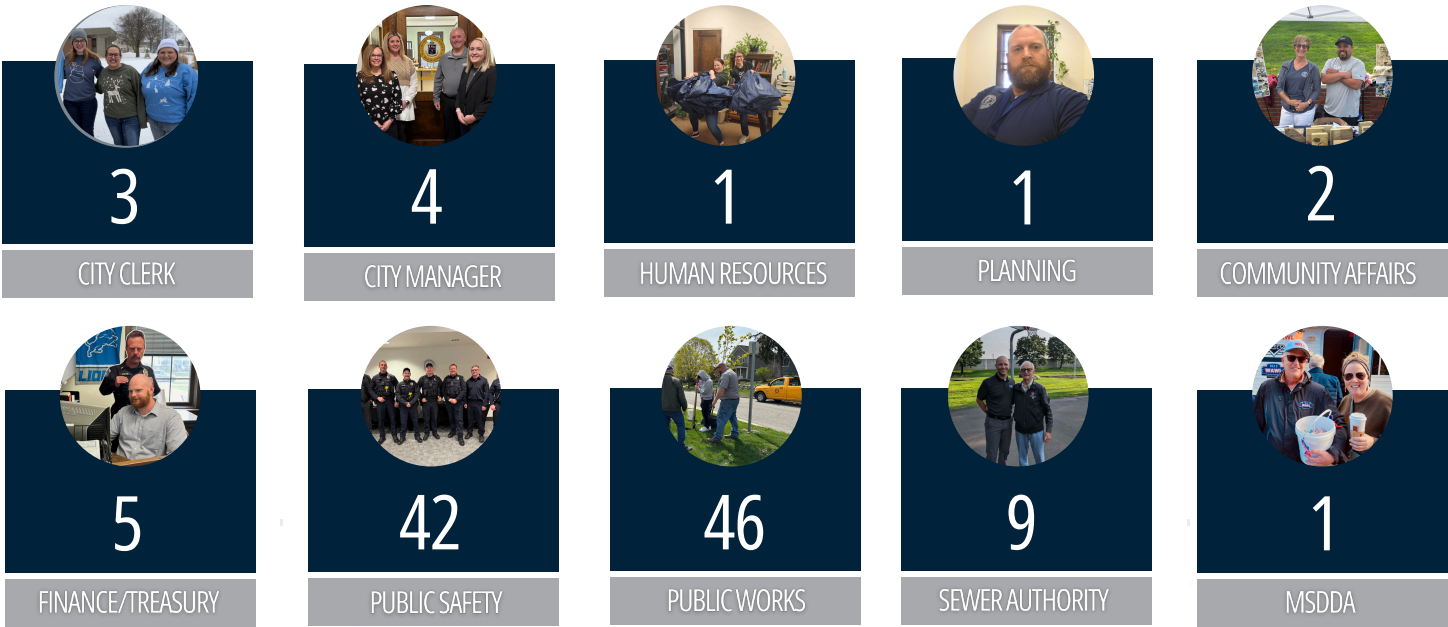 3
CITY CLERK
4
CITY MANAGER
1
HUMAN RESOURCES
1
PLANNING
2
COMMUNITY AFFAIRS
LIONS
5
FINANCE/TREASURY
42
PUBLIC SAFETY
46
PUBLIC WORKS
9
SEWER AUTHORITY
1
MSDDA